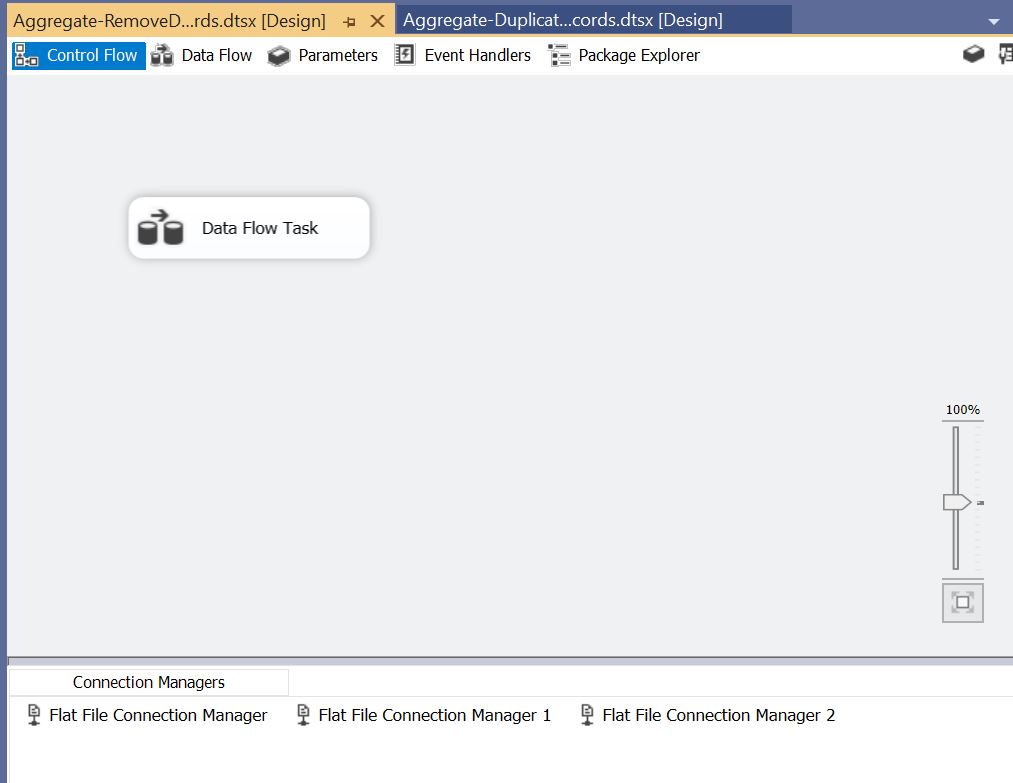 Aggregate-RemoveD...rds.dtsx [Design] Aggregate-Duplicat...cords.dtsx [Design]
Control Flow Data Flow Parameters Event Handlers Package Explorer
Data Flow Task
100%
Connection Managers
Flat File Connection Manager Flat File Connection Manager 1 Flat File Connection Manager 2